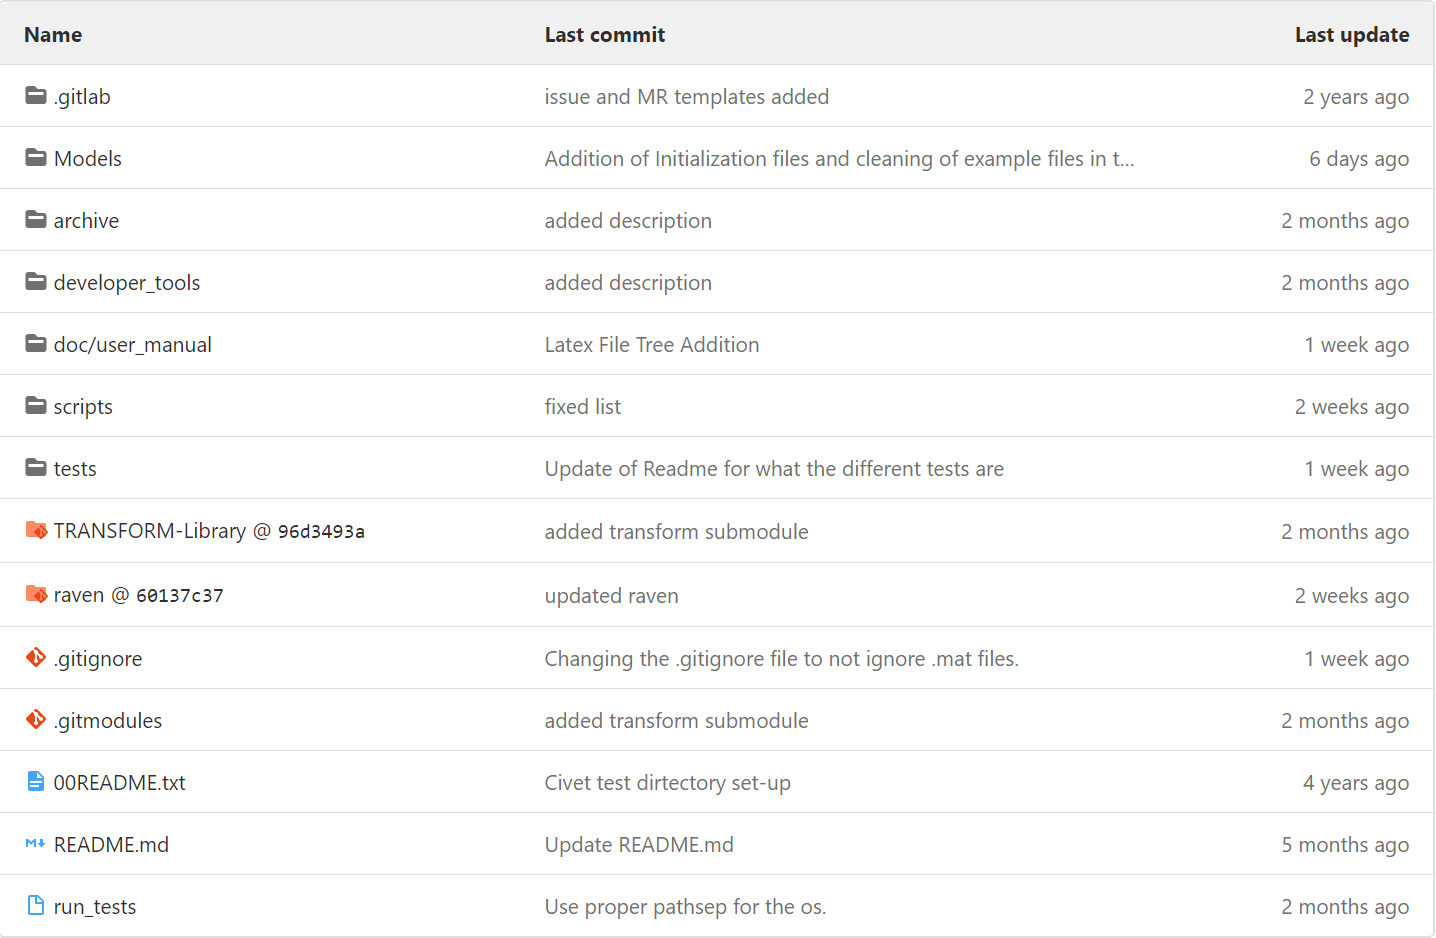 Name Last commit Last update
.gitlab issue and MR templates added 2 years ago
Models Addition of Initialization files and cleaning of example files in t... 6 days ago
archive added description 2 months ago
developer_tools added description 2 months ago
doc/user_manual Latex File Tree Addition 1 week ago
scripts fixed list 2 weeks ago
tests Update of Readme for what the different tests are 1 week ago
TRANSFORM-Library @ 96d3493a added transform submodule 2 months ago
raven @ 60137c37 updated raven 2 weeks ago
.gitignore Changing the .gitignore file to not ignore .mat files. 1 week ago
.gitmodules added transform submodule 2 months ago
00README.txt Civet test dirtectory set-up 4 years ago
README.md Update README.md 5 months ago
run_tests Use proper pathsep for the os. 2 months ago